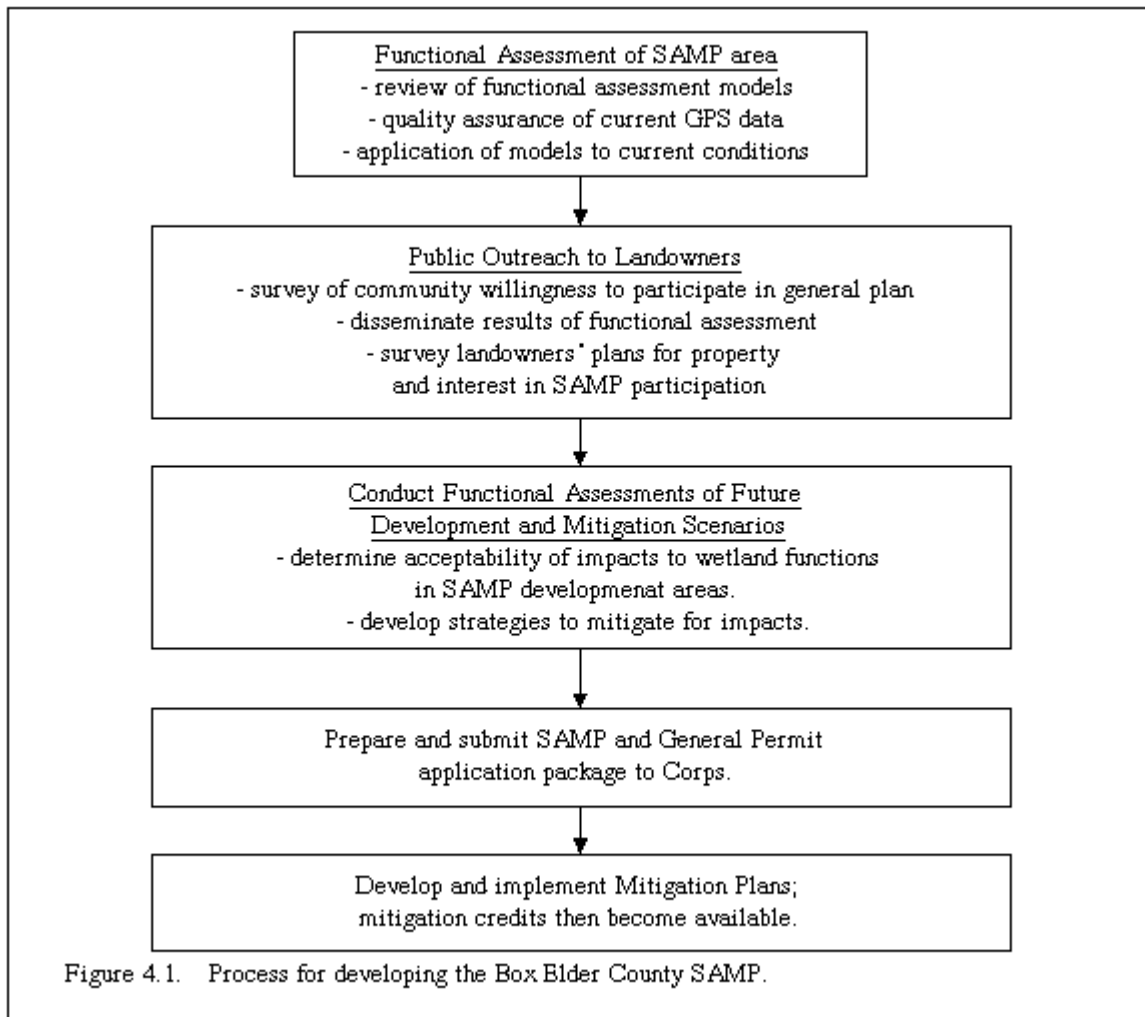 Functional Assessment of SAMP area
- review of functional assessment models
- quality assurance of current GPS data
- application of models to current conditions
Public Outreach to Landowners
- survey of community willingness to participate in general plan
- disseminate results of functional assessment
- survey landowners' plans for property
and interest in SAMP participation
Conduct Functional Assessments of Future
Development and Mitigation Scenarios
- determine acceptability of impacts to wetland functions
in SAMP developmenat areas.
- develop strategies to mitigate for impacts.
Prepare and submit SAMP and General Permit
application package to Corps.
Develop and implement Mitigation Plans;
mitigation credits then become available.
Figure 4.1. Process for developing the Box Elder County SAMP.